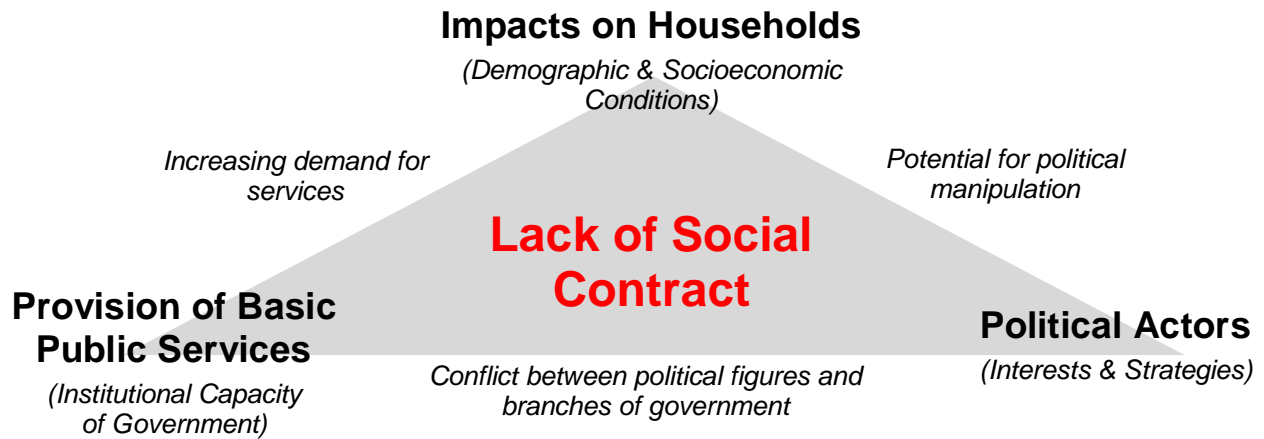 Impacts on Households
(Demographic & Socioeconomic
Conditions)
Increasing demand for
services
Potential for political
manipulation
Lack of Social
Contract
Provision of Basic
Public Services
(Institutional Capacity
of Government)
Conflict between political figures and
branches of government
Political Actors
(Interests & Strategies)